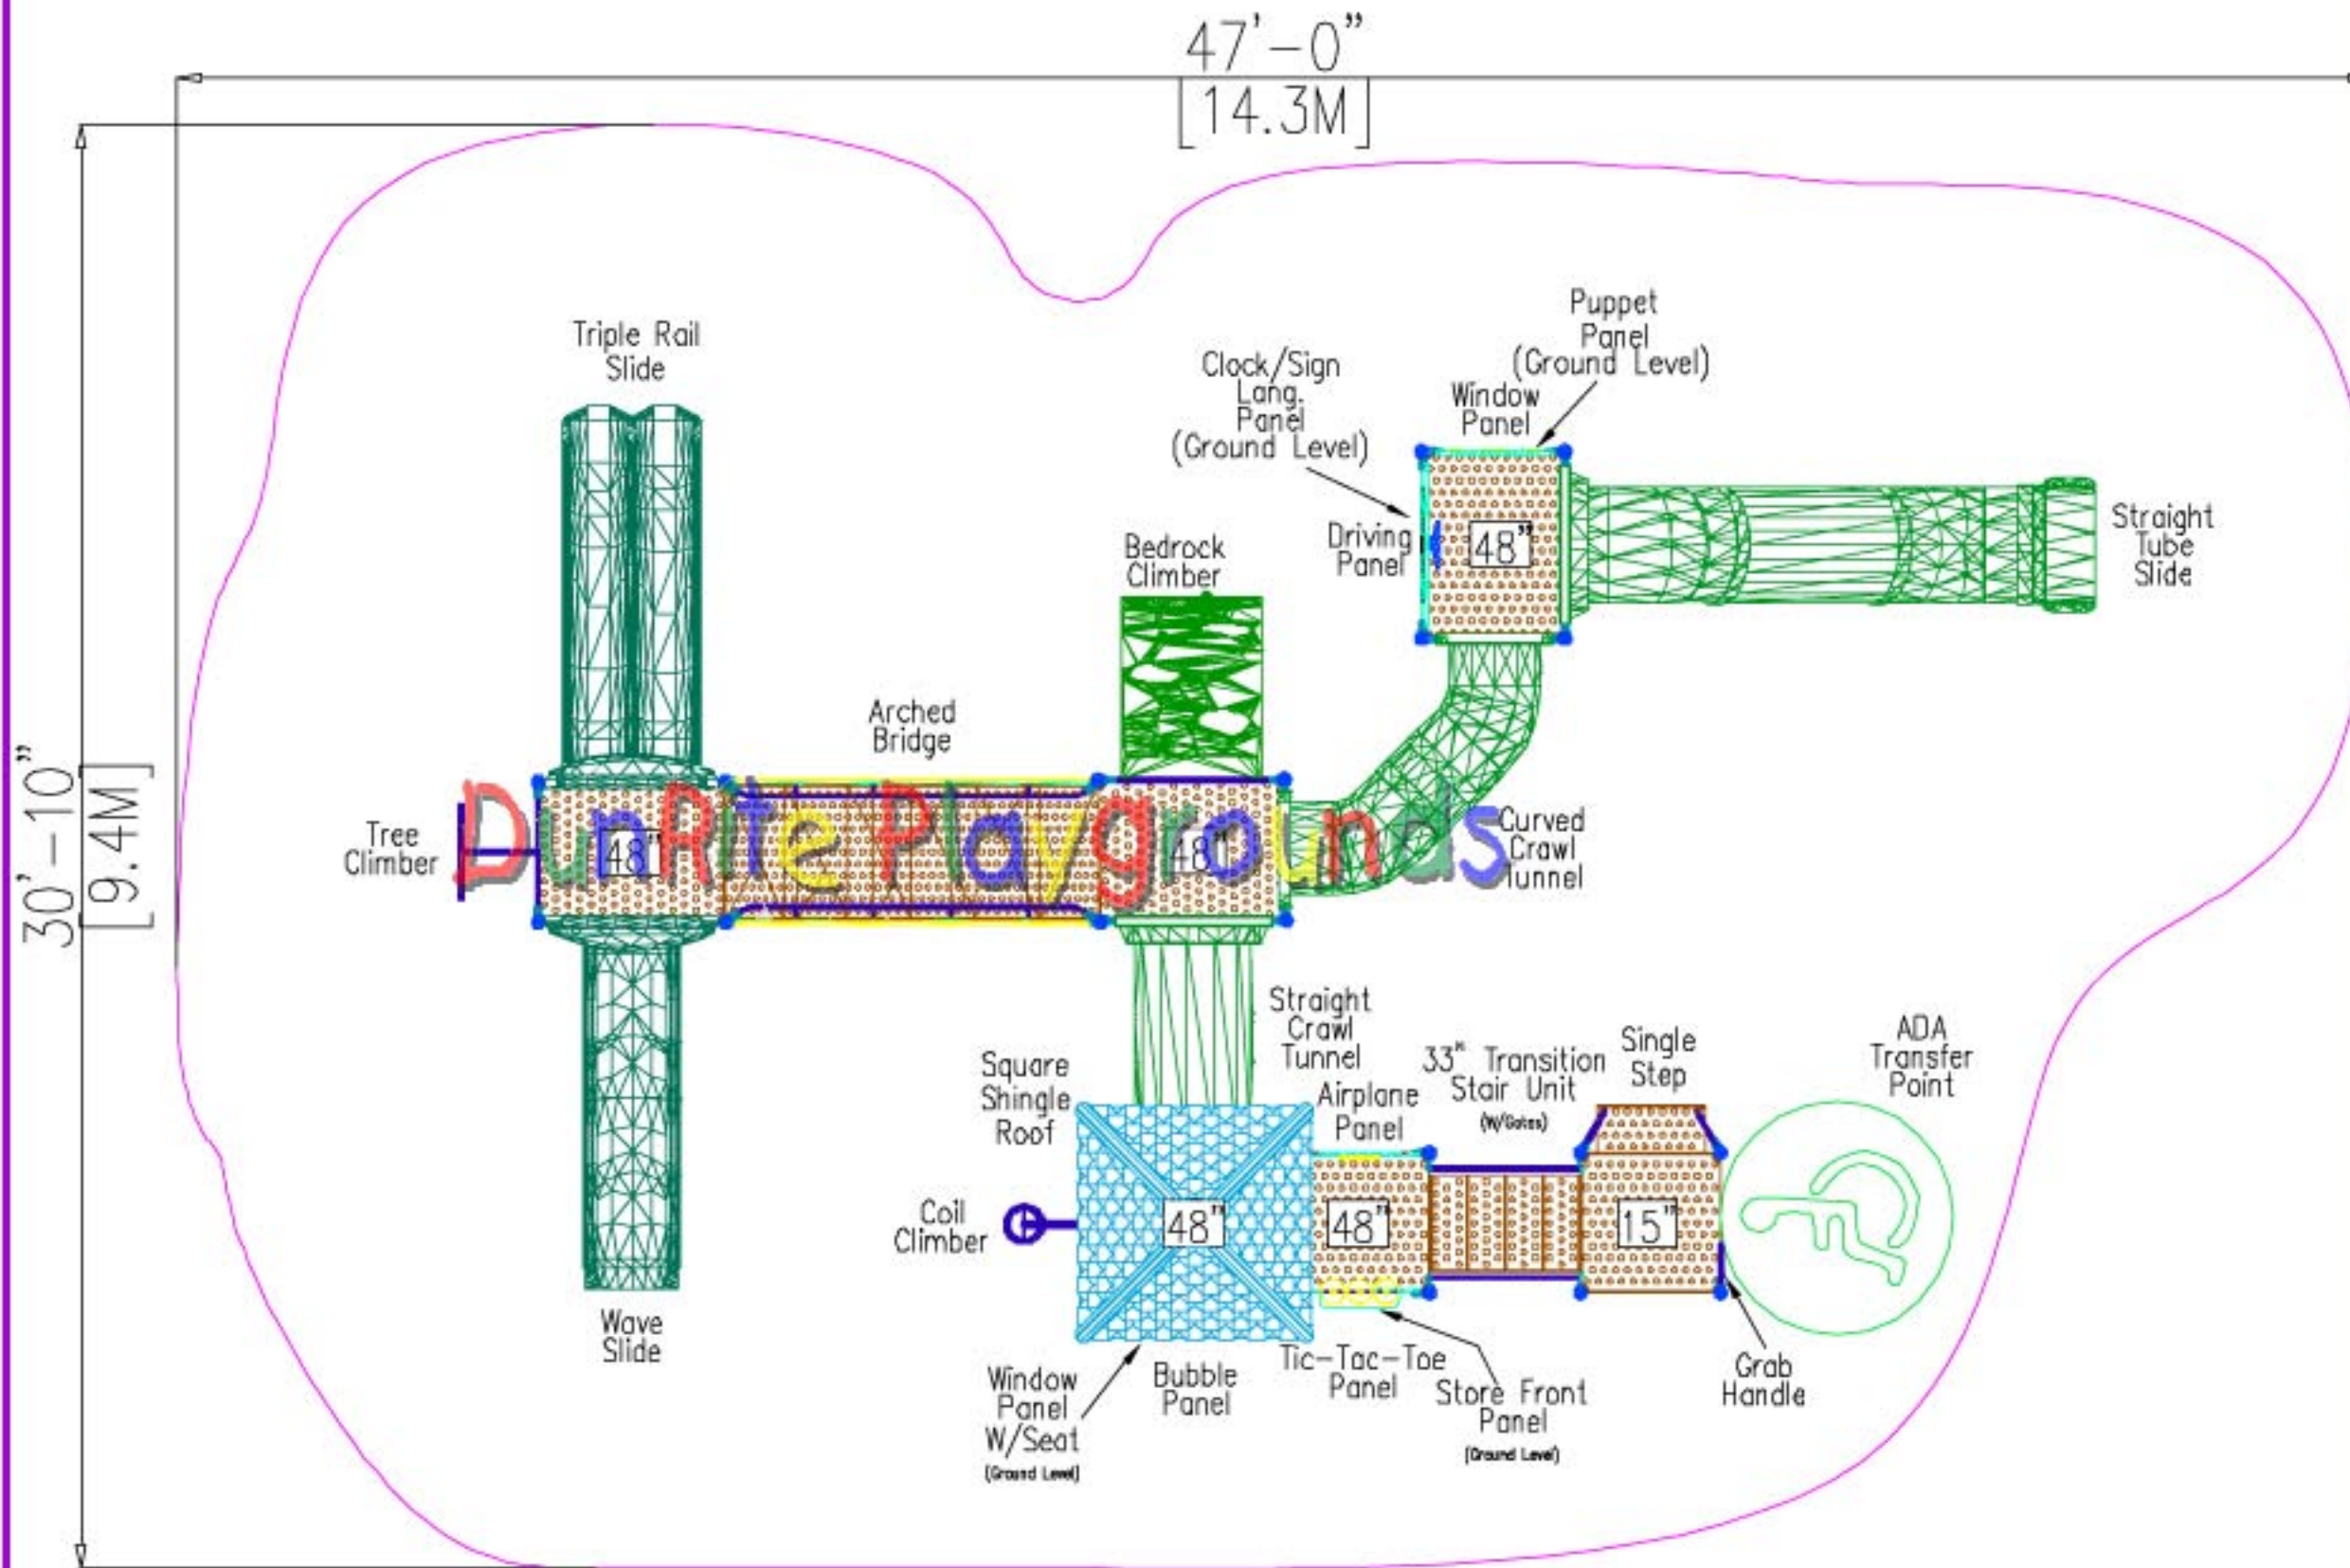 47'-0"
[14.3M]
30'-10"
[9.4M]
Triple Rail
Slide
Puppet
Panel
(Ground Level)
Clock/Sign
Lang.
Panel
(Ground Level)
Window
Panel
48"
Driving
Panel
Straight
Tube
Slide
Bedrock
Climber
Arched
Bridge
Tree
Climber
48"
48"
DunRite Playgrounds
Curved
Crawl
Tunnel
Straight
Crawl
Tunnel
Square
Shingle
Roof
Airplane
Panel
33" Transition
Stair Unit
(W/Gates)
Single
Step
ADA
Transfer
Point
Coil
Climber
48"
48"
15"
Wave
Slide
Window
Panel
W/Seat
(Ground Level)
Bubble
Panel
Tic-Tac-Toe
Panel
Store Front
Panel
(Ground Level)
Grab
Handle